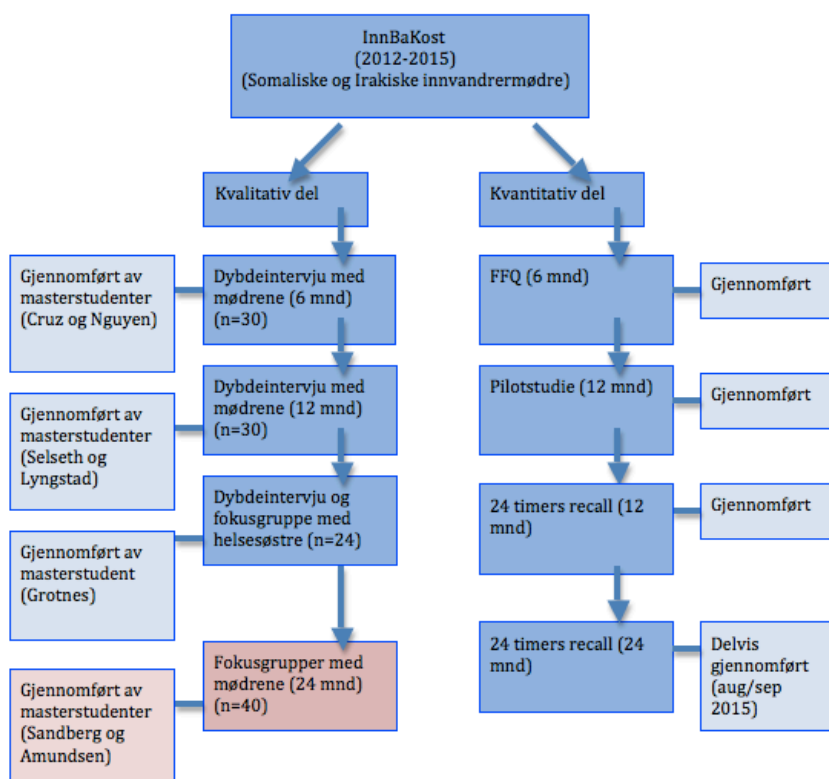 InnBaKost
(2012-2015)
(Somaliske og Irakiske innvandrermødre)
Kvalitativ del
Kvantitativ del
Gjennomført av
masterstudenter
(Cruz og Nguyen)
Dybdeintervju med
mødrene (6 mnd)
(n=30)
FFQ (6 mnd)
Gjennomført
Gjennomført av
masterstudenter
(Selseth og
Lyngstad)
Dybdeintervju med
mødrene (12 mnd)
(n=30)
Pilotstudie (12 mnd)
Gjennomført
Gjennomført av
masterstudent
(Grotnes)
Dybdeintervju og
fokusgruppe med
helsesøstre (n=24)
24 timers recall (12
mnd)
Gjennomført
Gjennomført av
masterstudenter
(Sandberg og
Amundsen)
Fokusgrupper med
mødrene (24 mnd)
(n=40)
24 timers recall (24
mnd)
Delvis
gjennomført
(aug/sep
2015)